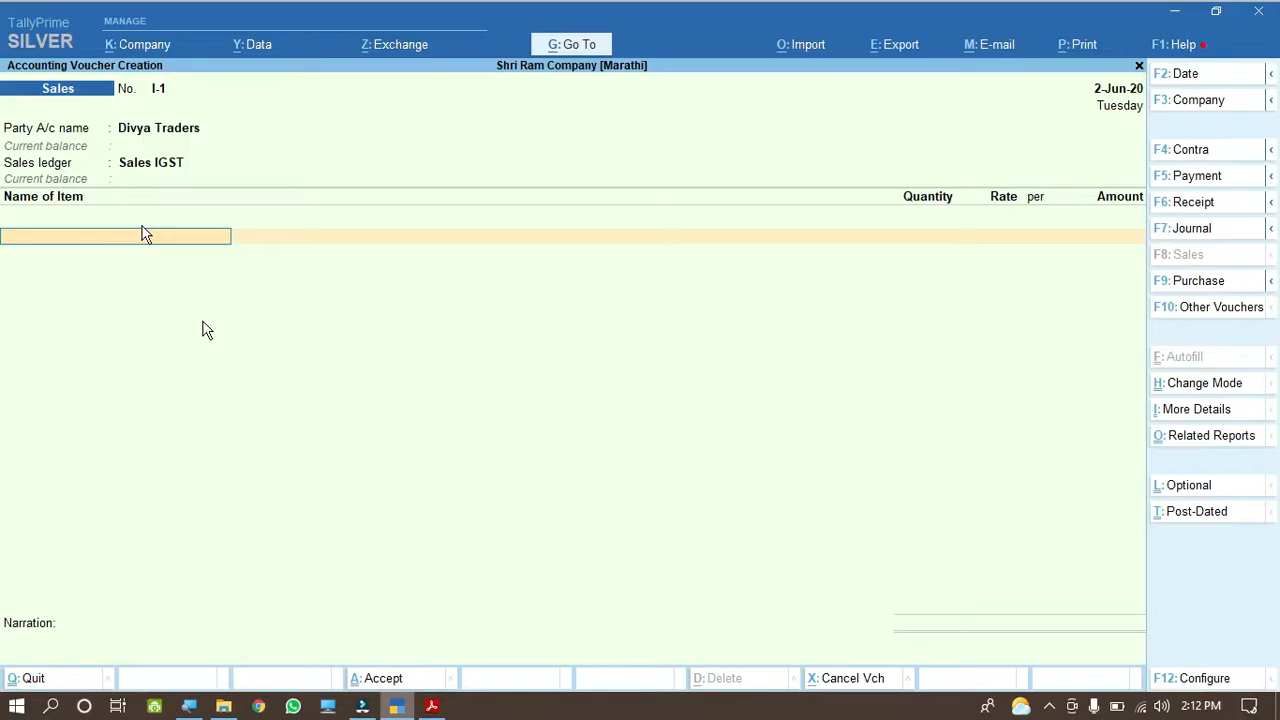 TallyPrime
MANAGE
SILVER
K: Company
Y: Data
Z: Exchange
G: Go To
O: Import
E: Export
M: E-mail
P: Print
F1: Help
Accounting Voucher Creation
Shri Ram Company [Marathi]
×
Sales
No. I-1
2-Jun-20
Tuesday
Party A/c name : Divya Traders
Current balance :
Sales ledger : Sales IGST
Current balance :
Name of Item
Quantity
Rate per
Amount
Narration:
F2: Date
F3: Company
F4: Contra
F5: Payment
F6: Receipt
F7: Journal
F8: Sales
F9: Purchase
F10: Other Vouchers
F: Autofill
H: Change Mode
I: More Details
O: Related Reports
L: Optional
T: Post-Dated
Q: Quit
A: Accept
D: Delete
X: Cancel Vch
F12: Configure
2:12 PM